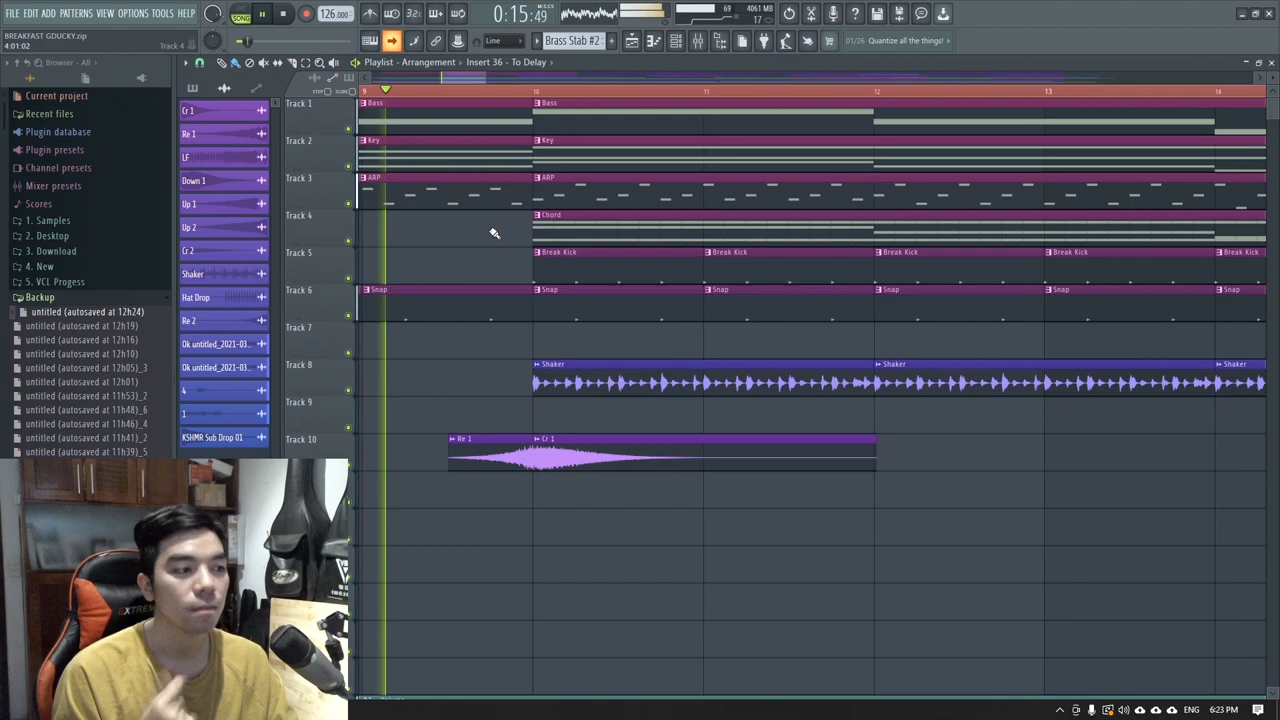 FILE EDIT ADD PATTERNS VIEW OPTIONS TOOLS HELP
SONG
126.000
0:15:49
69
4061 MB
17
BREAKFAST GDUCKY.zip
4:01:02
Track 4
Line
Brass Stab #2
01/26 Quantize all the things!
Browser - All
Playlist - Arrangement
Insert 36 - To Delay
STEP
SLIDE
9
10
11
12
13
14
Current project
Recent files
Plugin database
Plugin presets
Channel presets
Mixer presets
Scores
1. Samples
2. Desktop
3. Download
4. New
5. VCL Progess
Backup
untitled (autosaved at 12h24)
untitled (autosaved at 12h19)
untitled (autosaved at 12h16)
untitled (autosaved at 12h10)
untitled (autosaved at 12h05)_3
untitled (autosaved at 12h01)
untitled (autosaved at 11h53)_2
untitled (autosaved at 11h48)_6
untitled (autosaved at 11h46)_4
untitled (autosaved at 11h41)_2
untitled (autosaved at 11h39)_5
Cr 1
Re 1
LF
Down 1
Up 1
Up 2
Cr 2
Shaker
Hat Drop
Re 2
Ok untitled_2021-03...
Ok untitled_2021-03...
4
1
KSHMR Sub Drop 01
Track 1
Bass
Bass
Track 2
Key
Key
Track 3
ARP
ARP
Track 4
Chord
Track 5
Break Kick
Break Kick
Break Kick
Break Kick
Break Kick
Track 6
Snap
Snap
Snap
Snap
Snap
Snap
Track 7
Track 8
Shaker
Shaker
Shaker
Track 9
Track 10
Re 1
Cr 1
EXTREME
ENG
6:23 PM